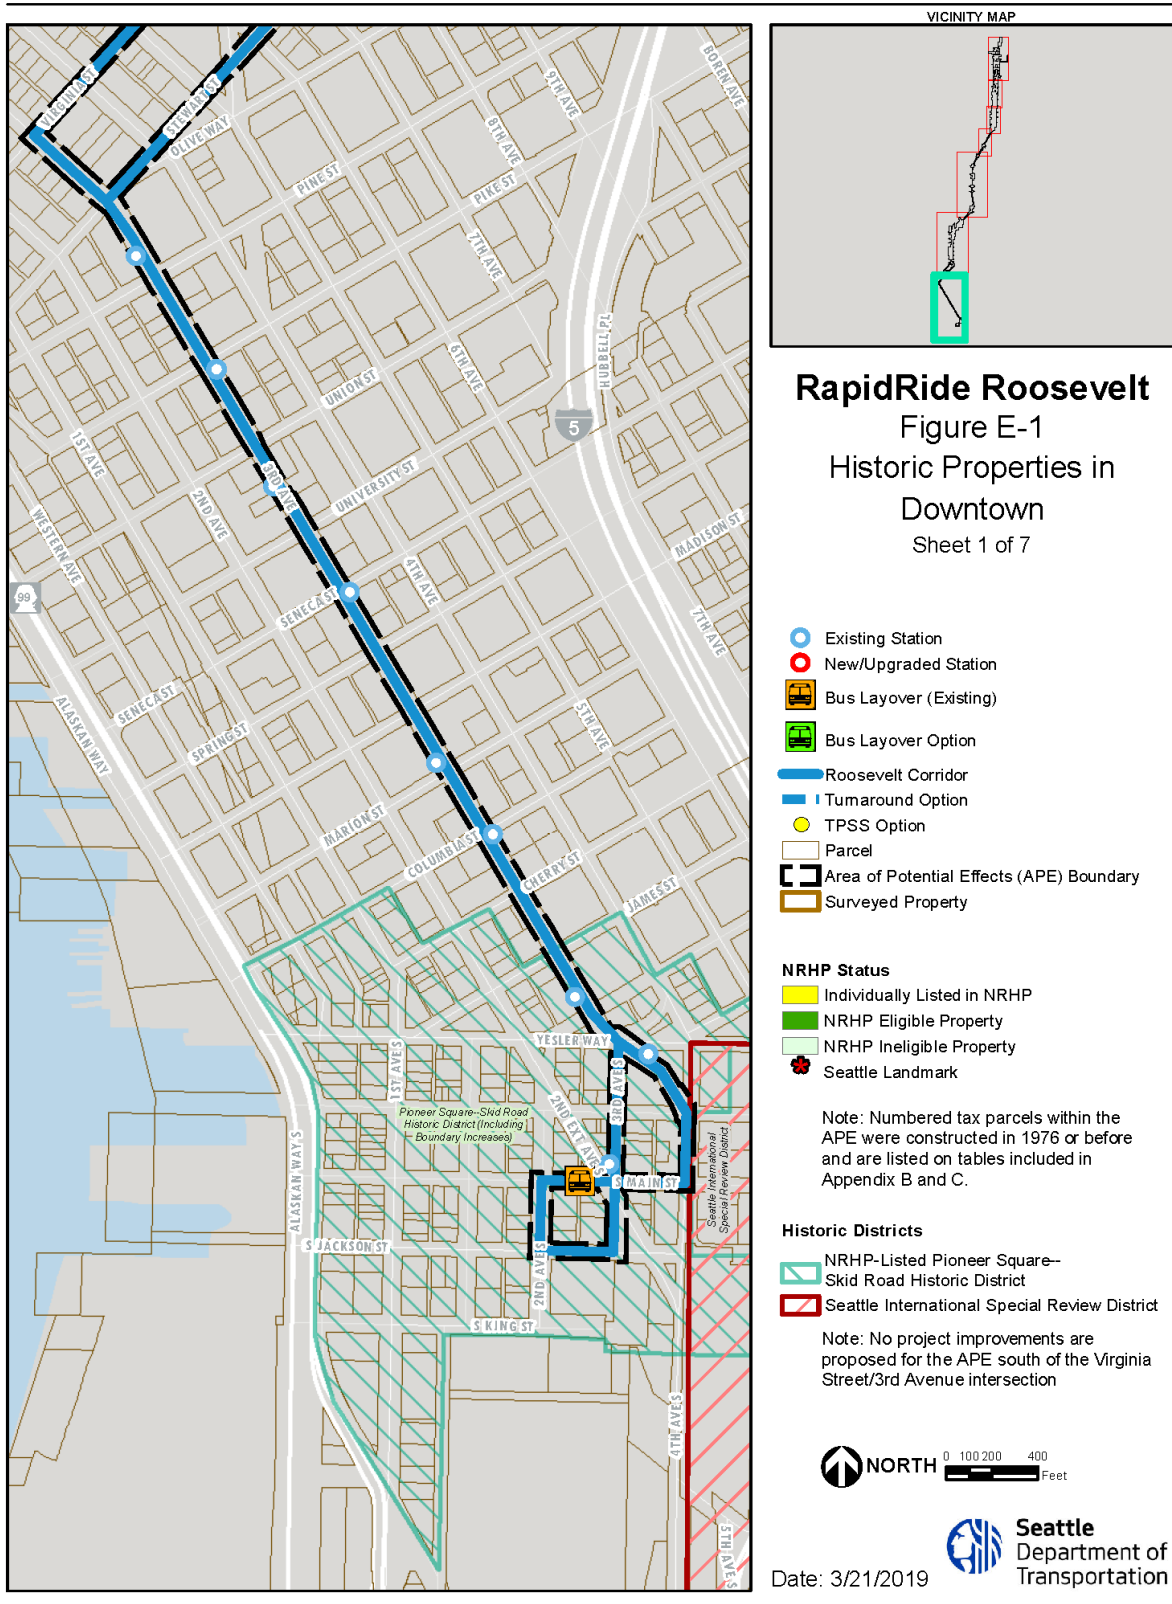 VICINITY MAP
RapidRide Roosevelt
Figure E-1
Historic Properties in
Downtown
Sheet 1 of 7
Existing Station
New/Upgraded Station
Bus Layover (Existing)
Bus Layover Option
Roosevelt Corridor
Turnaround Option
TPSS Option
Parcel
Area of Potential Effects (APE) Boundary
Surveyed Property
NRHP Status
Individually Listed in NRHP
NRHP Eligible Property
NRHP Ineligible Property
Seattle Landmark
Note: Numbered tax parcels within the
APE were constructed in 1976 or before
and are listed on tables included in
Appendix B and C.
Historic Districts
NRHP-Listed Pioneer Square--
Skid Road Historic District
Seattle International Special Review District
Note: No project improvements are
proposed for the APE south of the Virginia
Street/3rd Avenue intersection
NORTH
0 100 200 400
Feet
Seattle
Department of
Transportation
Date: 3/21/2019
VIRGINIA ST
STEWART ST
OLIVE WAY
9TH AVE
BOREN AVE
8TH AVE
PINE ST
PIKE ST
7TH AVE
HUBBELL PL
6TH AVE
UNION ST
5
1ST AVE
3RD AVE
UNIVERSITY ST
2ND AVE
WESTERN AVE
MADISON ST
99
4TH AVE
SENECA ST
7TH AVE
SENECA ST
ALASKAN WAY
SPRING ST
5TH AVE
MARION ST
COLUMBIA ST
CHERRY ST
JAMES ST
YESLER WAY
1ST AVE S
3RD AVE S
2ND EXT AVE S
Pioneer Square--Skid Road
Historic District (Including
Boundary Increases)
Seattle International
Special Review District
S MAIN ST
ALASKAN WAY S
S JACKSON ST
2ND AVE S
S KING ST
4TH AVE S
5TH AVE S